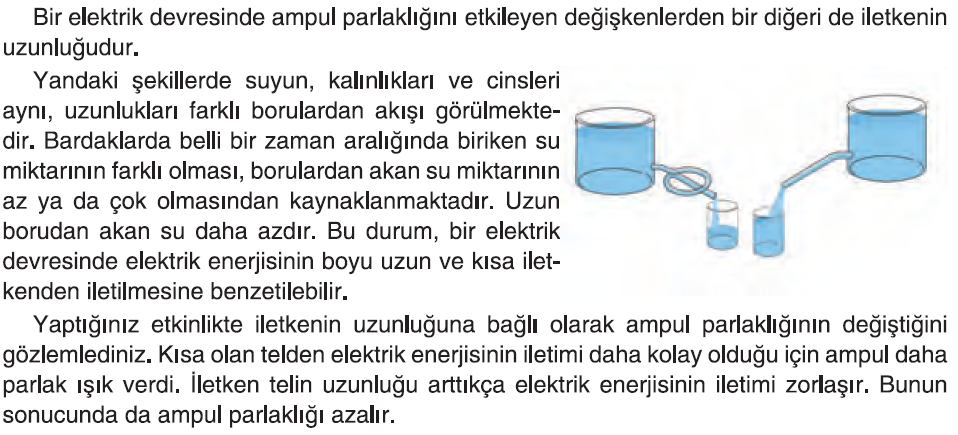 Bir elektrik devresinde ampul parlaklığını etkileyen değişkenlerden bir diğeri de iletkenin
uzunluğudur.
Yandaki şekillerde suyun, kalınlıkları ve cinsleri
aynı, uzunlukları farklı borulardan akışı görülmekte-
dir. Bardaklarda belli bir zaman aralığında biriken su
miktarının farklı olması, borulardan akan su miktarının
az ya da çok olmasından kaynaklanmaktadır. Uzun
borudan akan su daha azdır. Bu durum, bir elektrik
devresinde elektrik enerjisinin boyu uzun ve kısa ilet-
kenden iletilmesine benzetilebilir.
Yaptığınız etkinlikte iletkenin uzunluğuna bağlı olarak ampul parlaklığının değiştiğini
gözlemlediniz. Kısa olan telden elektrik enerjisinin iletimi daha kolay olduğu için ampul daha
parlak ışık verdi. İletken telin uzunluğu arttıkça elektrik enerjisinin iletimi zorlaşır. Bunun
sonucunda da ampul parlaklığı azalır.